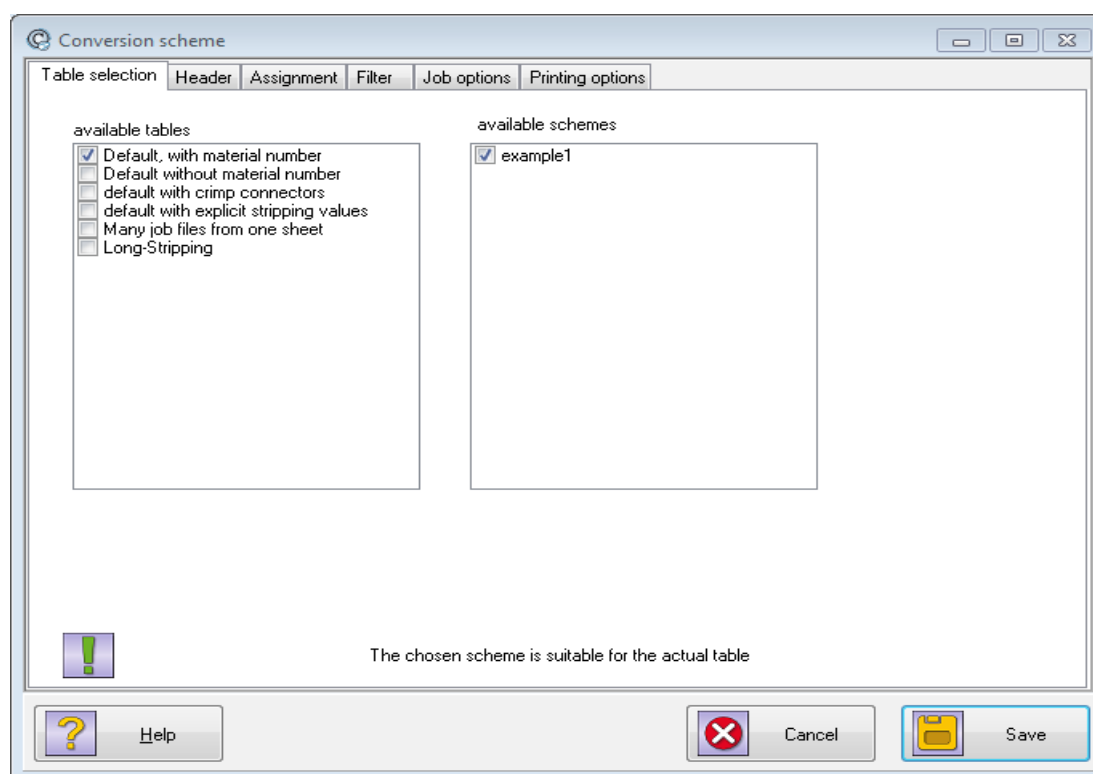 Conversion scheme
Table selection Header Assignment Filter Job options Printing options
available tables
Default, with material number
Default without material number
default with crimp connectors
default with explicit stripping values
Many job files from one sheet
Long-Stripping
available schemes
example1
The chosen scheme is suitable for the actual table
Help Cancel Save